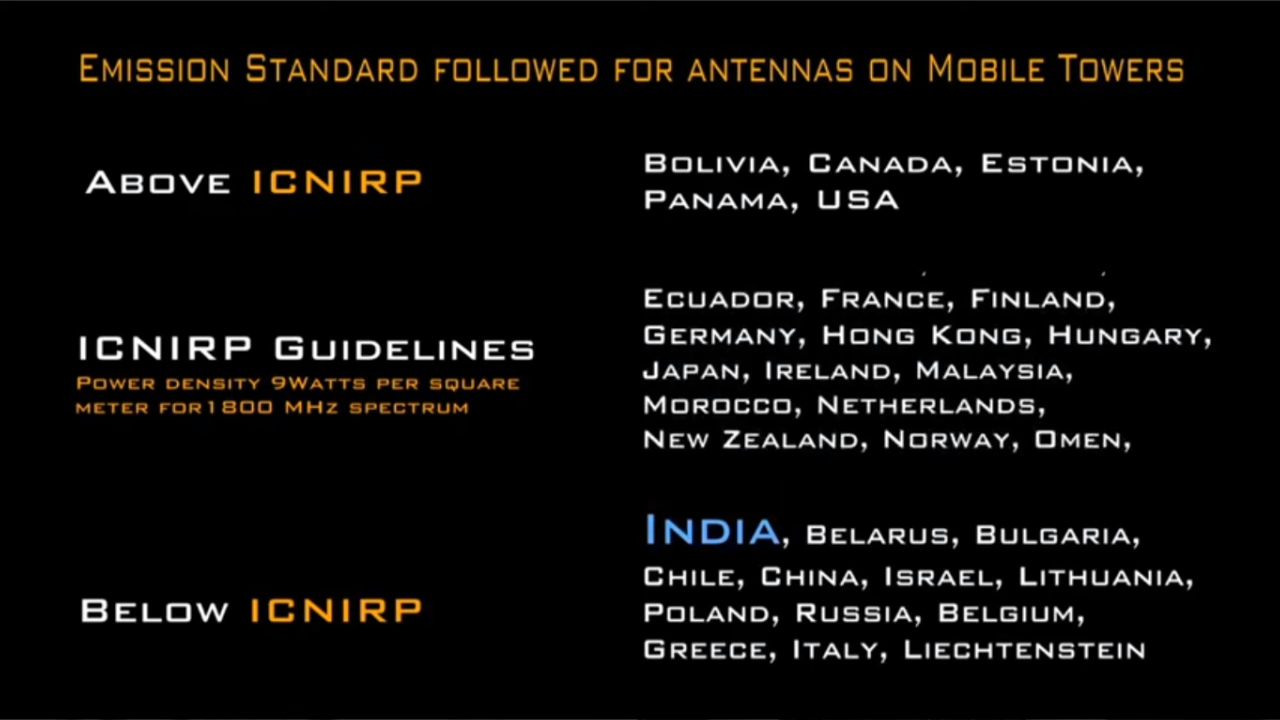 Emission Standard followed for antennas on Mobile Towers
Above ICNIRP
Bolivia, Canada, Estonia,
Panama, USA
ICNIRP Guidelines
Power density 9Watts per square
meter for1800 MHz spectrum
Ecuador, France, Finland,
Germany, Hong Kong, Hungary,
Japan, Ireland, Malaysia,
Morocco, Netherlands,
New Zealand, Norway, Omen,
Below ICNIRP
India, Belarus, Bulgaria,
Chile, China, Israel, Lithuania,
Poland, Russia, Belgium,
Greece, Italy, Liechtenstein